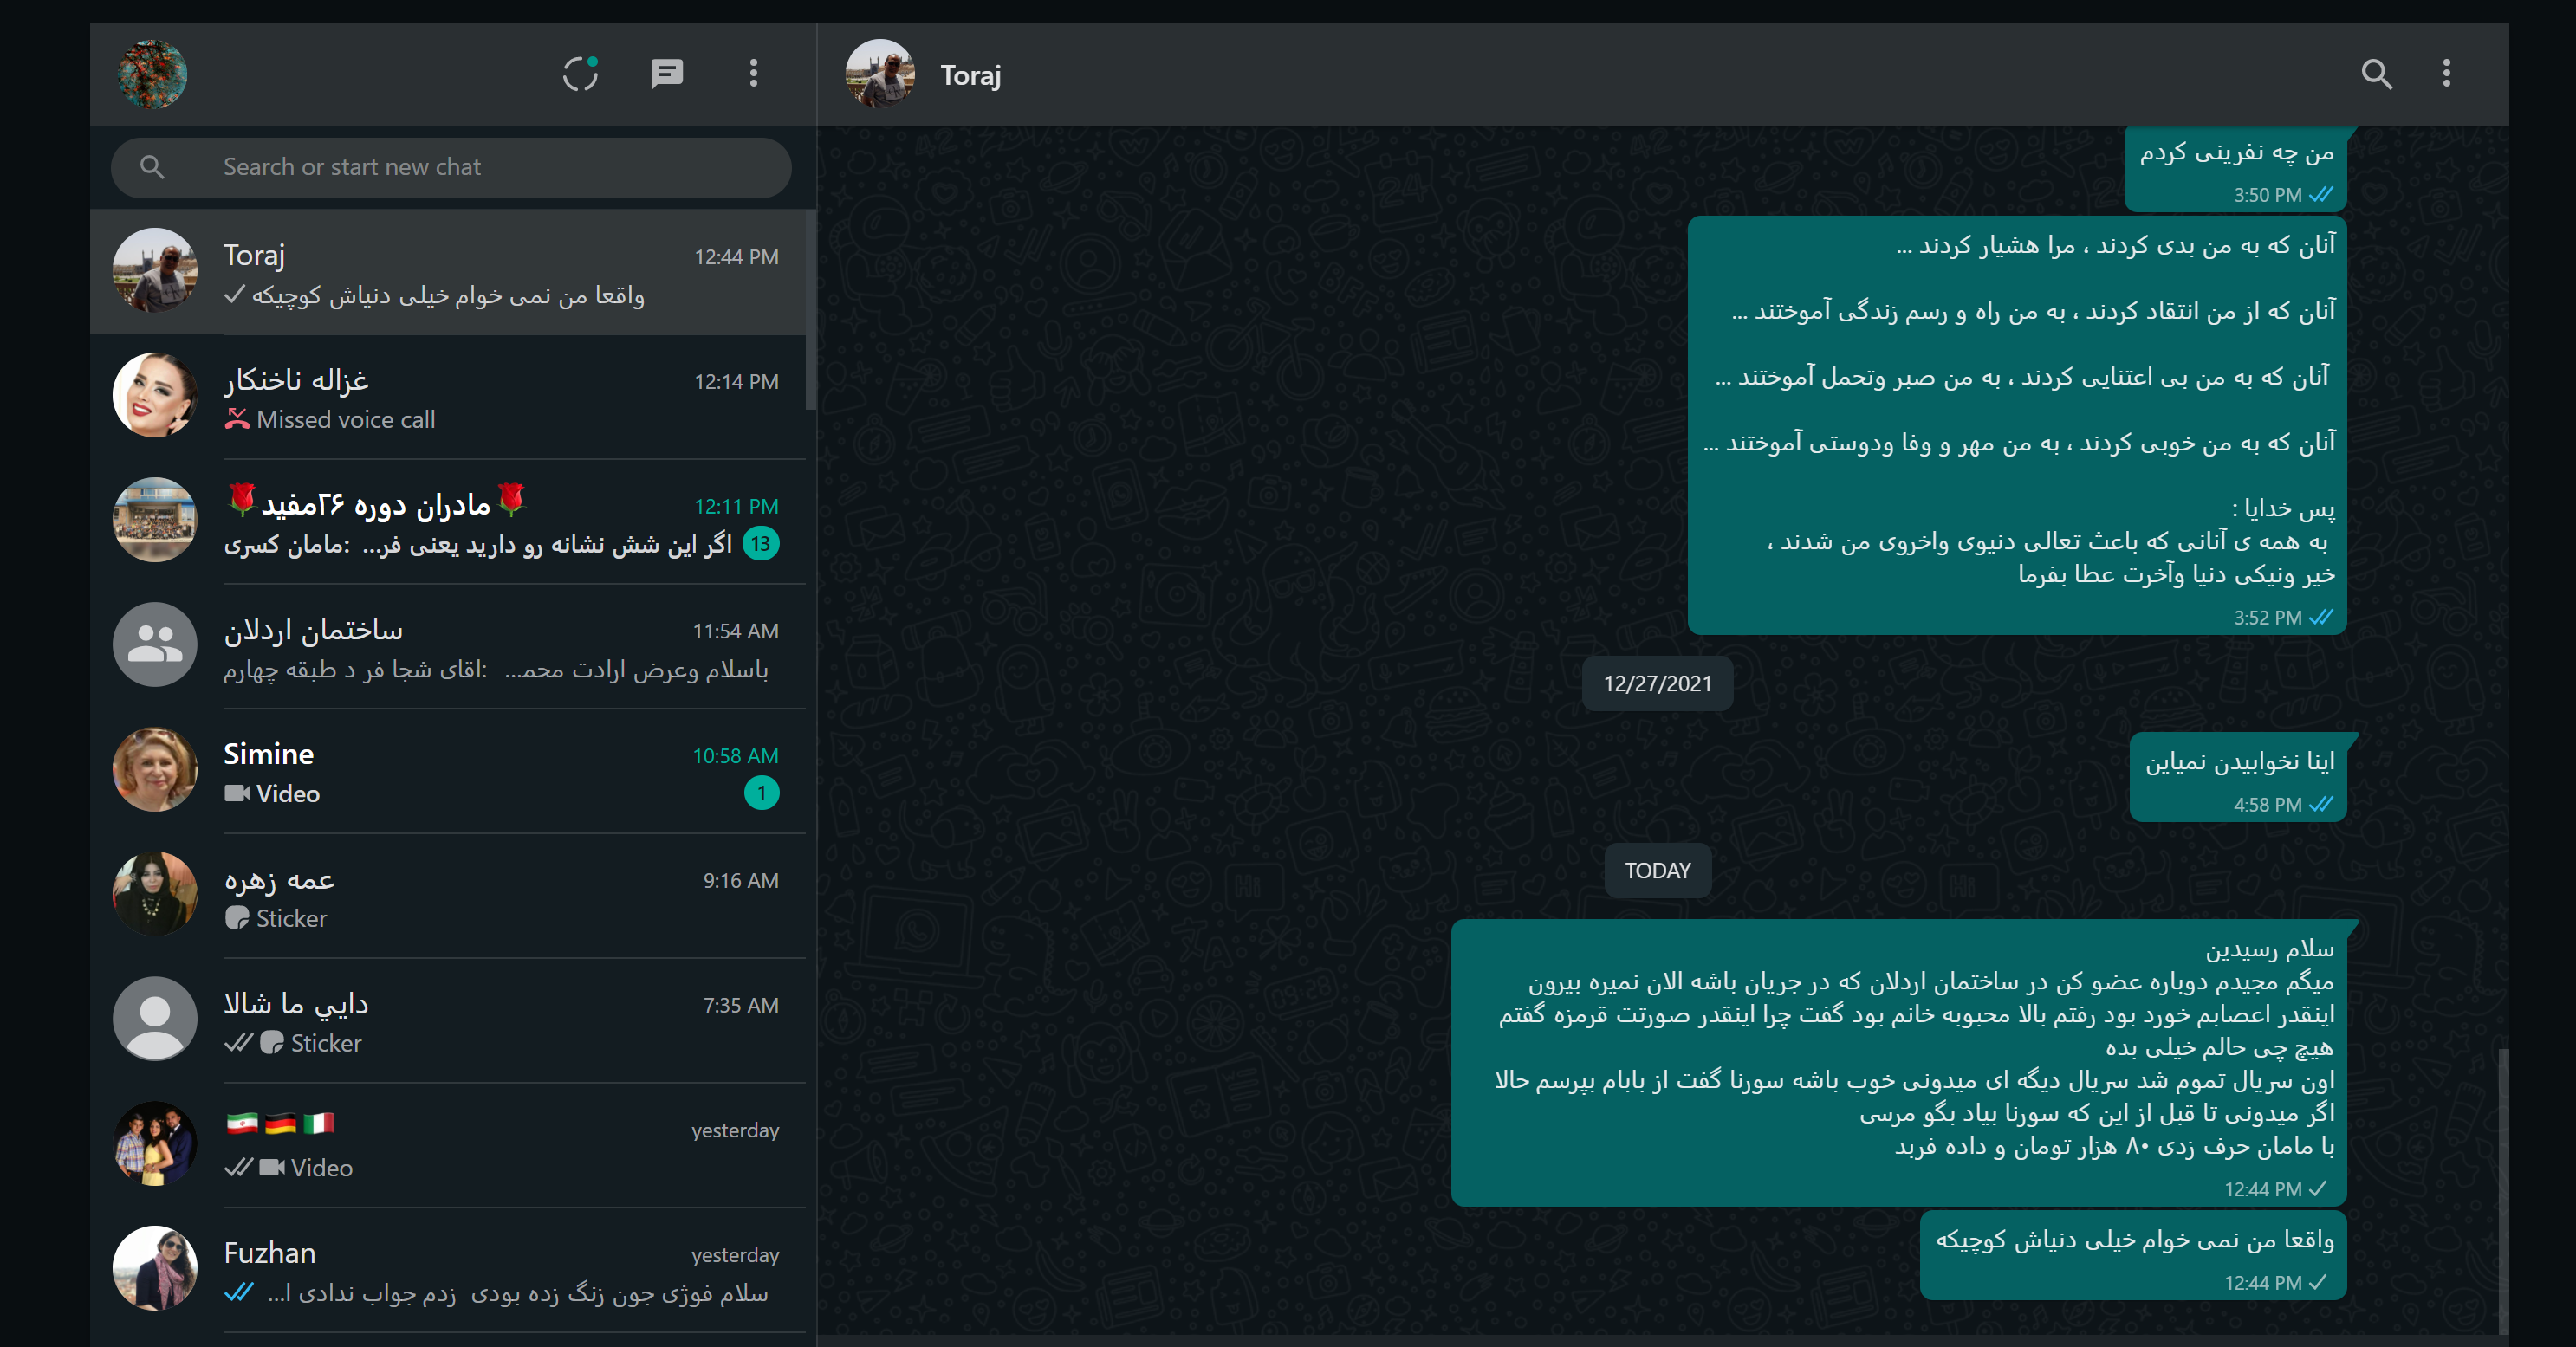 Search or start new chat
Toraj
12:44 PM
واقعا من نمی خوام خیلی دنیاش کوچیکه
غزاله ناخنکار
12:14 PM
Missed voice call
🌹مادران دوره ۲۶مفید🌹
12:11 PM
مامان کسری: اگر این شش نشانه رو دارید یعنی فر...
13
ساختمان اردلان
11:54 AM
اقای شجا فر د طبقه چهارم: باسلام وعرض ارادت محمـ...
Simine
10:58 AM
Video
1
عمه زهره
9:16 AM
Sticker
دايي ما شالا
7:35 AM
Sticker
🇮🇷🇩🇪🇮🇹
yesterday
Video
Fuzhan
yesterday
سلام فوژی جون زنگ زده بودی زدم جواب ندادی ا...
Toraj
من چه نفرینی کردم
3:50 PM
آنان که به من بدی کردند ، مرا هشیار کردند ...
آنان که از من انتقاد کردند ، به من راه و رسم زندگی آموختند ...
آنان که به من بی اعتنایی کردند ، به من صبر وتحمل آموختند ...
آنان که به من خوبی کردند ، به من مهر و وفا ودوستی آموختند ...
پس خدایا :
به همه ی آنانی که باعث تعالی دنیوی واخروی من شدند ،
خیر ونیکی دنیا وآخرت عطا بفرما
3:52 PM
12/27/2021
اینا نخوابیدن نمیاین
4:58 PM
TODAY
سلام رسیدین
میگم مجیدم دوباره عضو کن در ساختمان اردلان که در جریان باشه الان نمیره بیرون
اینقدر اعصابم خورد بود رفتم بالا محبوبه خانم بود گفت چرا اینقدر صورتت قرمزه گفتم
هیچ چی حالم خیلی بده
اون سریال تموم شد سریال دیگه ای میدونی خوب باشه سورنا گفت از بابام بپرسم حالا
اگر میدونی تا قبل از این که سورنا بیاد بگو مرسی
با مامان حرف زدی ۸۰ هزار تومان و داده فربد
12:44 PM
واقعا من نمی خوام خیلی دنیاش کوچیکه
12:44 PM